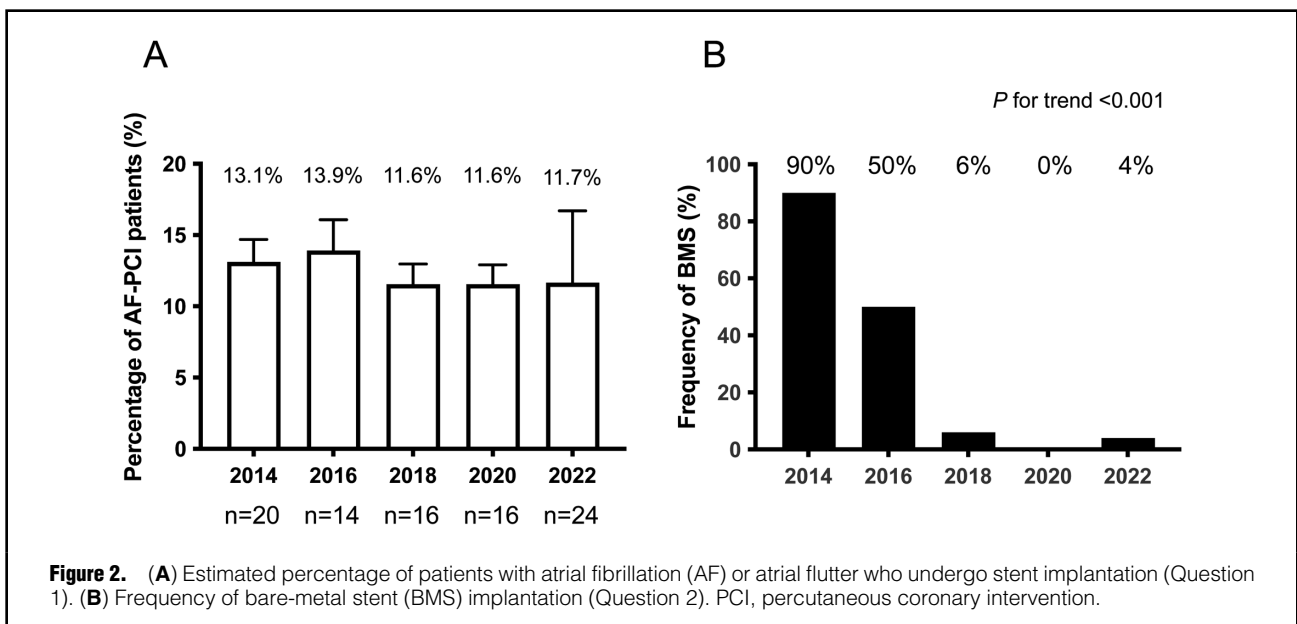 A
Percentage of AF-PCI patients (%)
20
15
10
5
0
13.1% 13.9% 11.6% 11.6% 11.7%
2014 2016 2018 2020 2022
n=20 n=14 n=16 n=16 n=24
B
P for trend <0.001
Frequency of BMS (%)
100
80
60
40
20
0
90% 50% 6% 0% 4%
2014 2016 2018 2020 2022
Figure 2. (A) Estimated percentage of patients with atrial fibrillation (AF) or atrial flutter who undergo stent implantation (Question
1). (B) Frequency of bare-metal stent (BMS) implantation (Question 2). PCI, percutaneous coronary intervention.